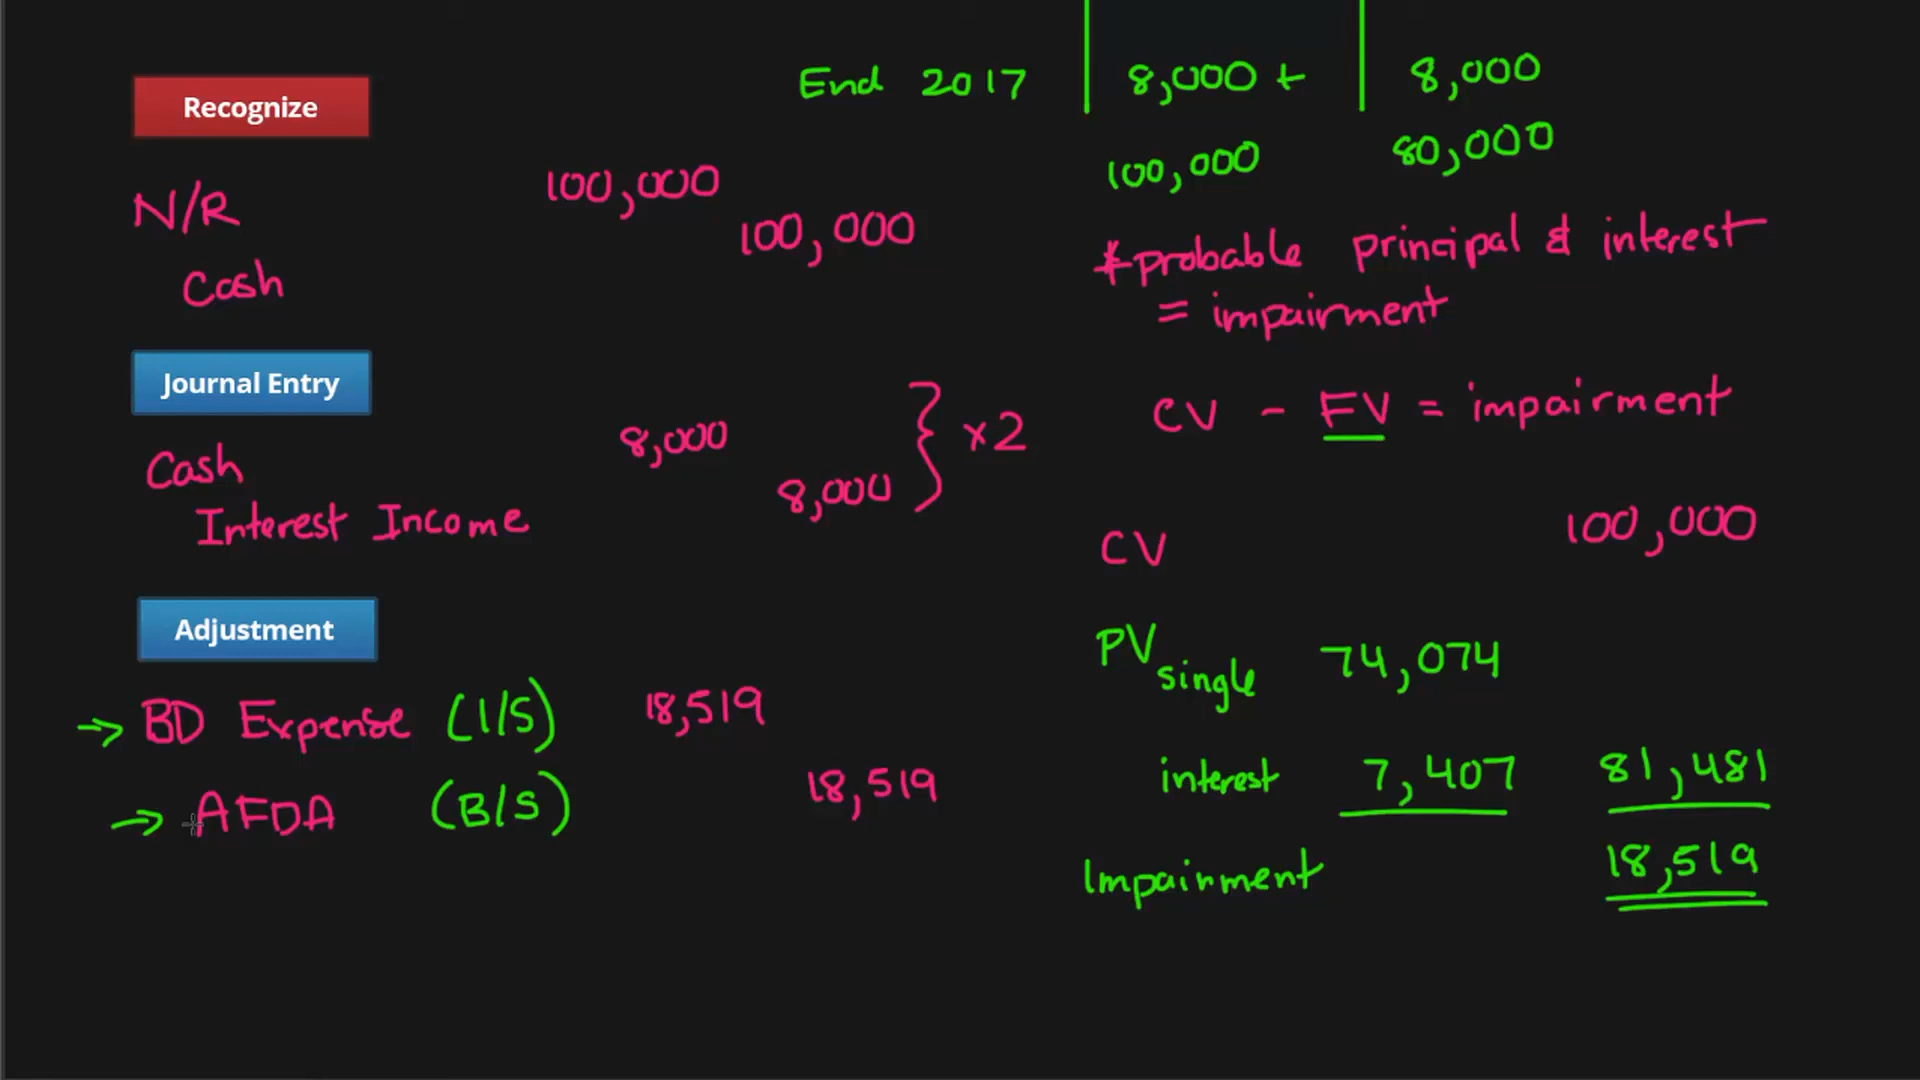 Recognize
N/R 100,000
Cash 100,000
Journal Entry
Cash 8,000
Interest Income 8,000 } x2
Adjustment
→ BD Expense (I/S) 18,519
→ AFDA (B/S) 18,519
End 2017 8,000 + 8,000
100,000 80,000
*probable principal & interest
= impairment
CV - FV = impairment
CV 100,000
PV single 74,074
interest 7,407 81,481
Impairment 18,519